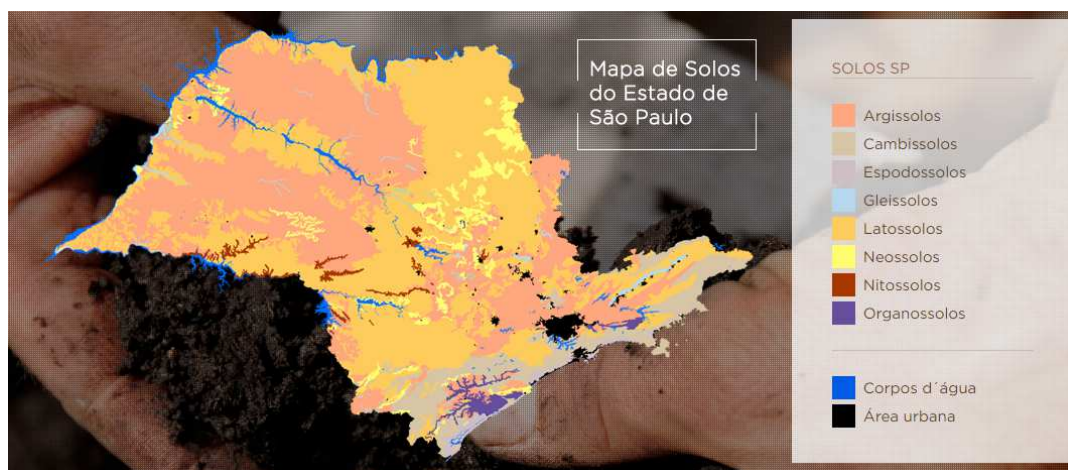 Mapa de Solos
do Estado de
São Paulo
SOLOS SP
Argissolos
Cambissolos
Espodossolos
Gleissolos
Latossolos
Neossolos
Nitossolos
Organossolos
Corpos d´água
Área urbana